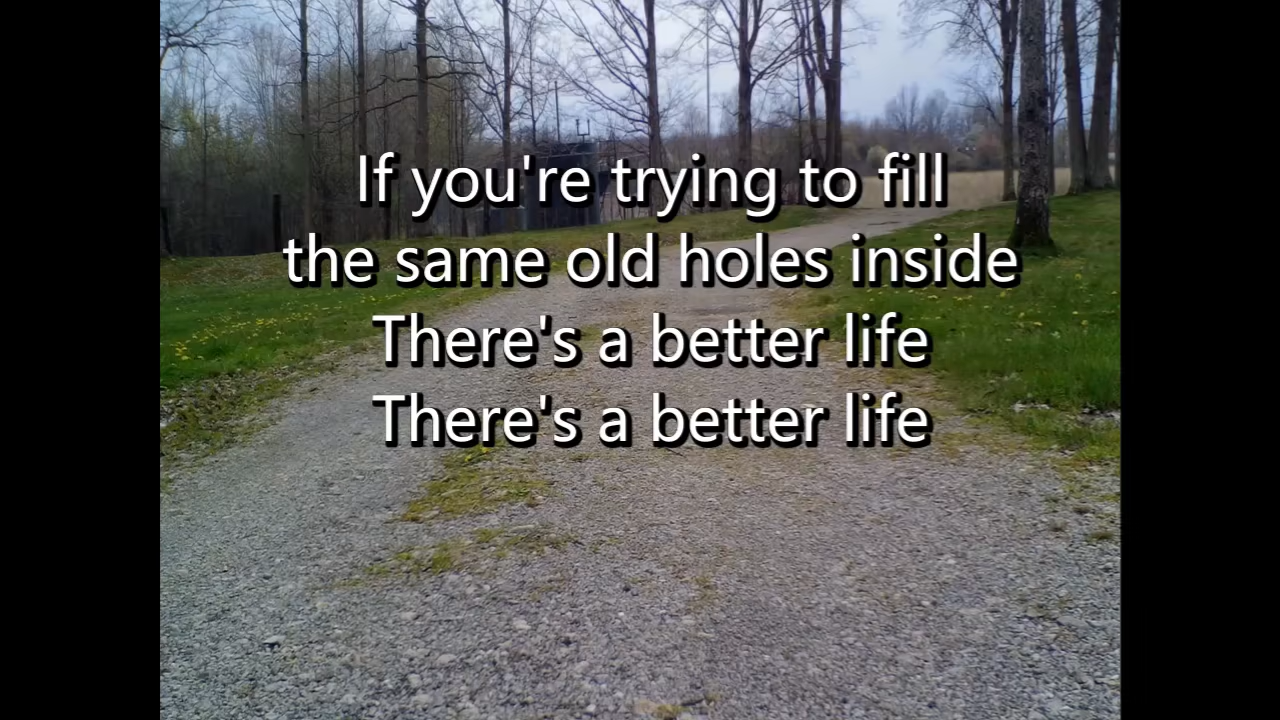 If you're trying to fill
the same old holes inside
There's a better life
There's a better life